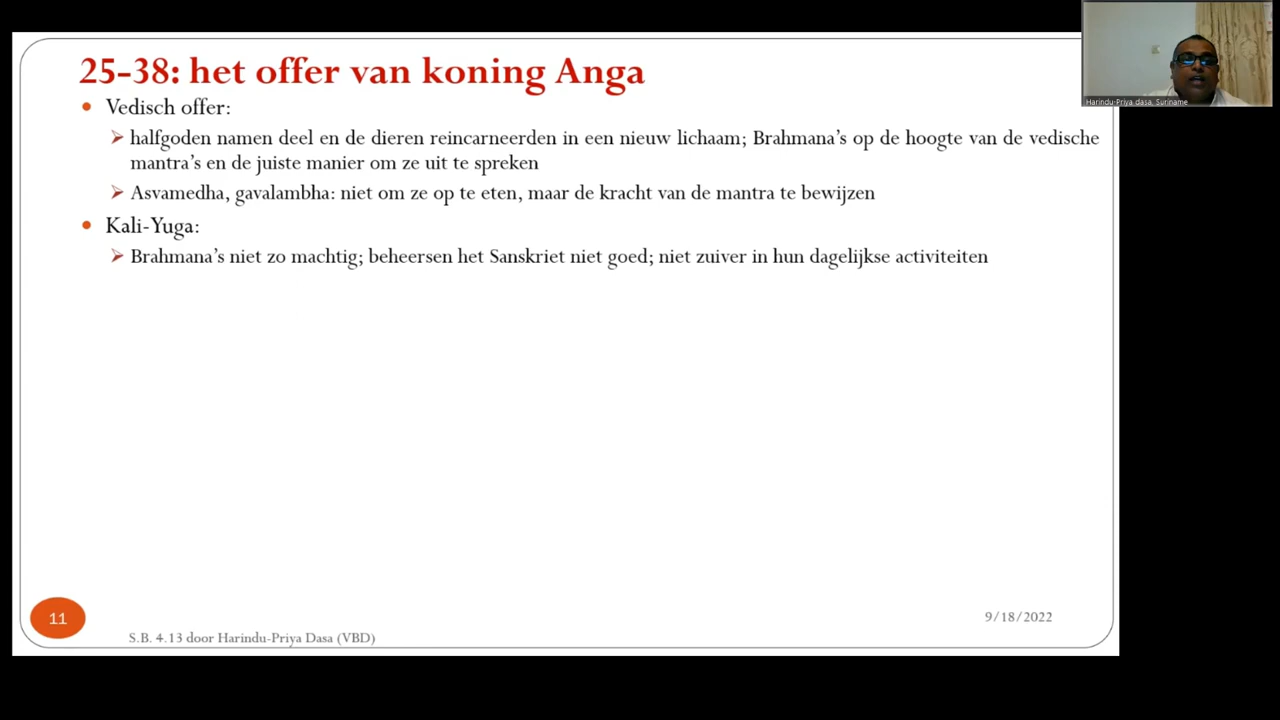 25-38: het offer van koning Anga
Vedisch offer:
halfgoden namen deel en de dieren reincarneerden in een nieuw lichaam; Brahmana’s op de hoogte van de vedische
mantra’s en de juiste manier om ze uit te spreken
Asvamedha, gavalambha: niet om ze op te eten, maar de kracht van de mantra te bewijzen
Kali-Yuga:
Brahmana’s niet zo machtig; beheersen het Sanskriet niet goed; niet zuiver in hun dagelijkse activiteiten
11
9/18/2022
S.B. 4.13 door Harindu-Priya Dasa (VBD)
Harindu-Priya dasa, Suriname